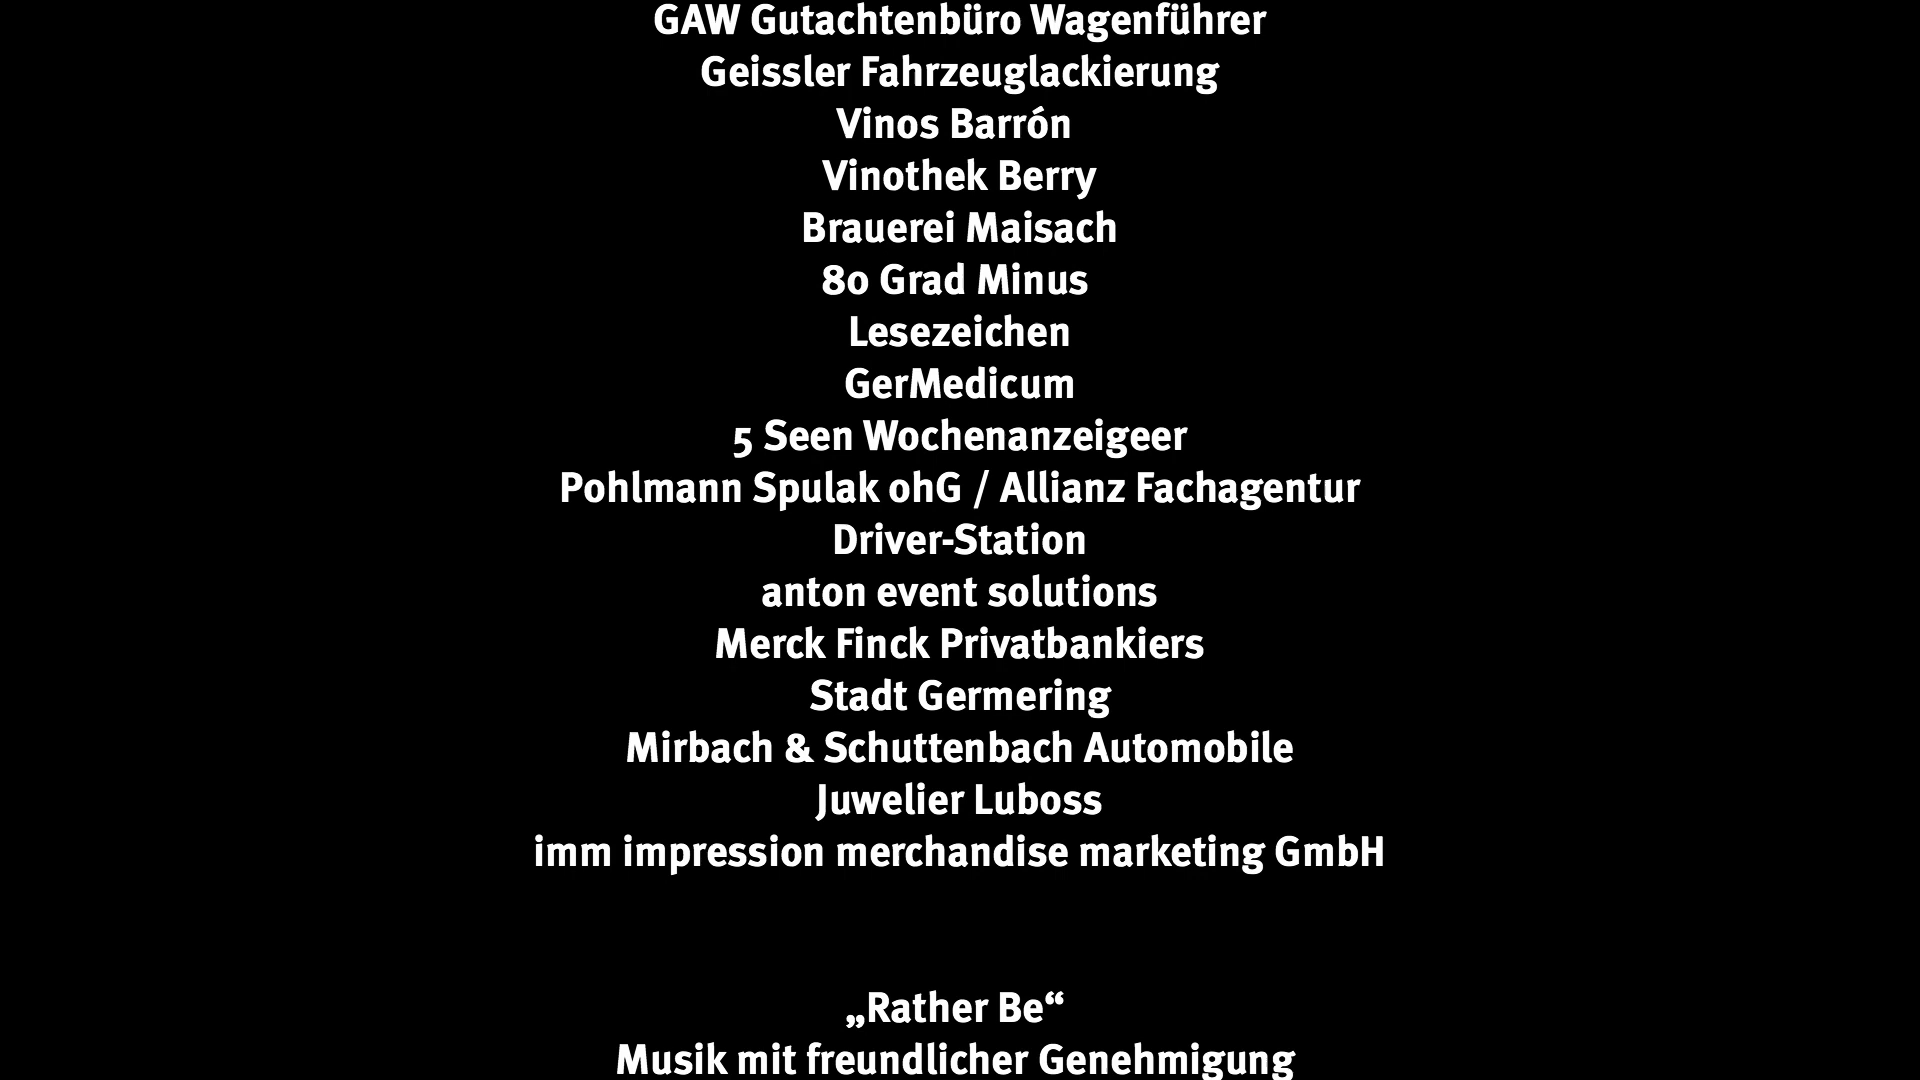 GAW Gutachtenbüro Wagenführer
Geissler Fahrzeuglackierung
Vinos Barrón
Vinothek Berry
Brauerei Maisach
80 Grad Minus
Lesezeichen
GerMedicum
5 Seen Wochenanzeigeer
Pohlmann Spulak ohG / Allianz Fachagentur
Driver-Station
anton event solutions
Merck Finck Privatbankiers
Stadt Germering
Mirbach & Schuttenbach Automobile
Juwelier Luboss
imm impression merchandise marketing GmbH
„Rather Be“
Musik mit freundlicher Genehmigung